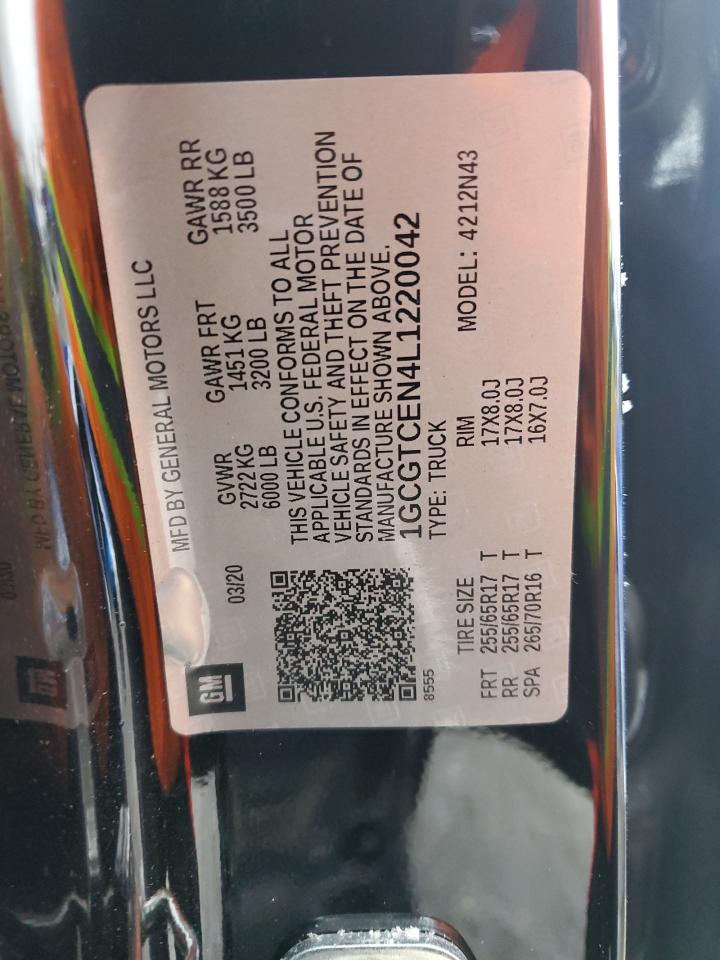 MFD BY GENERAL MOTORS LLC
GM
03/20
GVWR GAWR FRT GAWR RR
2722 KG 1451 KG 1588 KG
6000 LB 3200 LB 3500 LB
THIS VEHICLE CONFORMS TO ALL
APPLICABLE U.S. FEDERAL MOTOR
VEHICLE SAFETY AND THEFT PREVENTION
STANDARDS IN EFFECT ON THE DATE OF
MANUFACTURE SHOWN ABOVE.
1GCGTCEN4L1220042
8555
TYPE: TRUCK MODEL: 4212N43
TIRE SIZE RIM
FRT 255/65R17 T 17X8.0J
RR 255/65R17 T 17X8.0J
SPA 265/70R16 T 16X7.0J